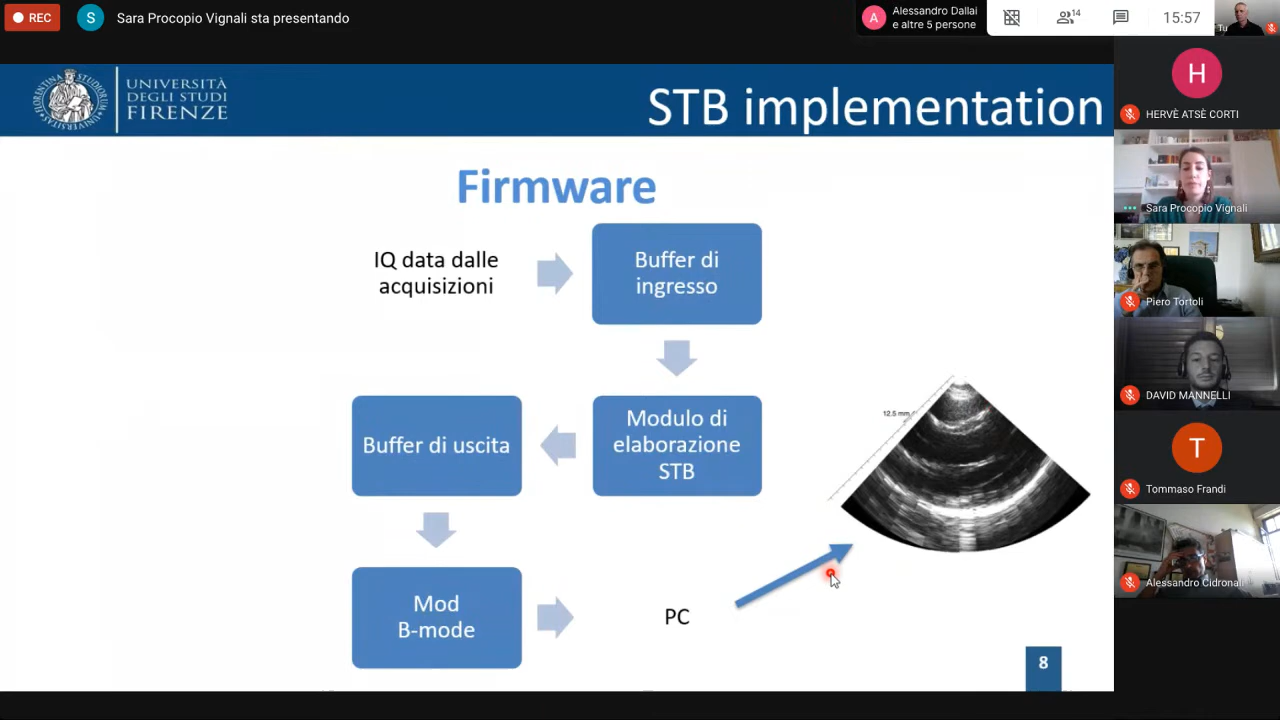 REC
S
Sara Procopio Vignali sta presentando
A
Alessandro Dallai
e altre 5 persone
14
15:57
Tu
UNIVERSITÀ
DEGLI STUDI
FIRENZE
STB implementation
Firmware
IQ data dalle
acquisizioni
Buffer di
ingresso
Buffer di uscita
Modulo di
elaborazione
STB
12.5 mm
Mod
B-mode
PC
8
H
HERVÈ ATSÈ CORTI
Sara Procopio Vignali
Piero Tortoli
DAVID MANNELLI
T
Tommaso Frandi
Alessandro Cidronali